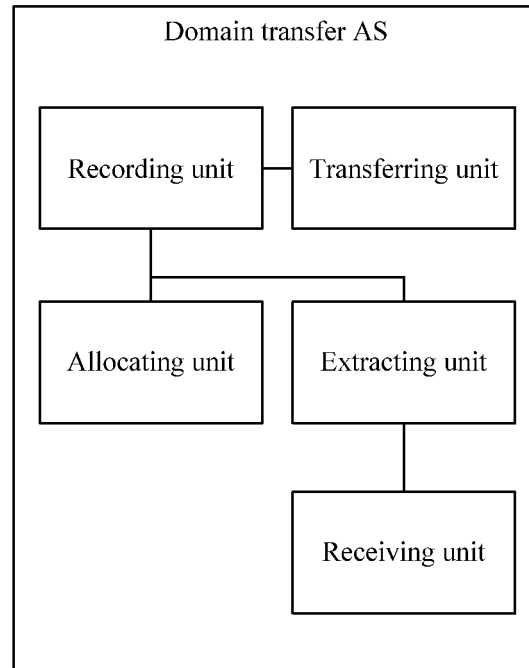 Domain transfer AS
Recording unit
Transferring unit
Allocating unit
Extracting unit
Receiving unit